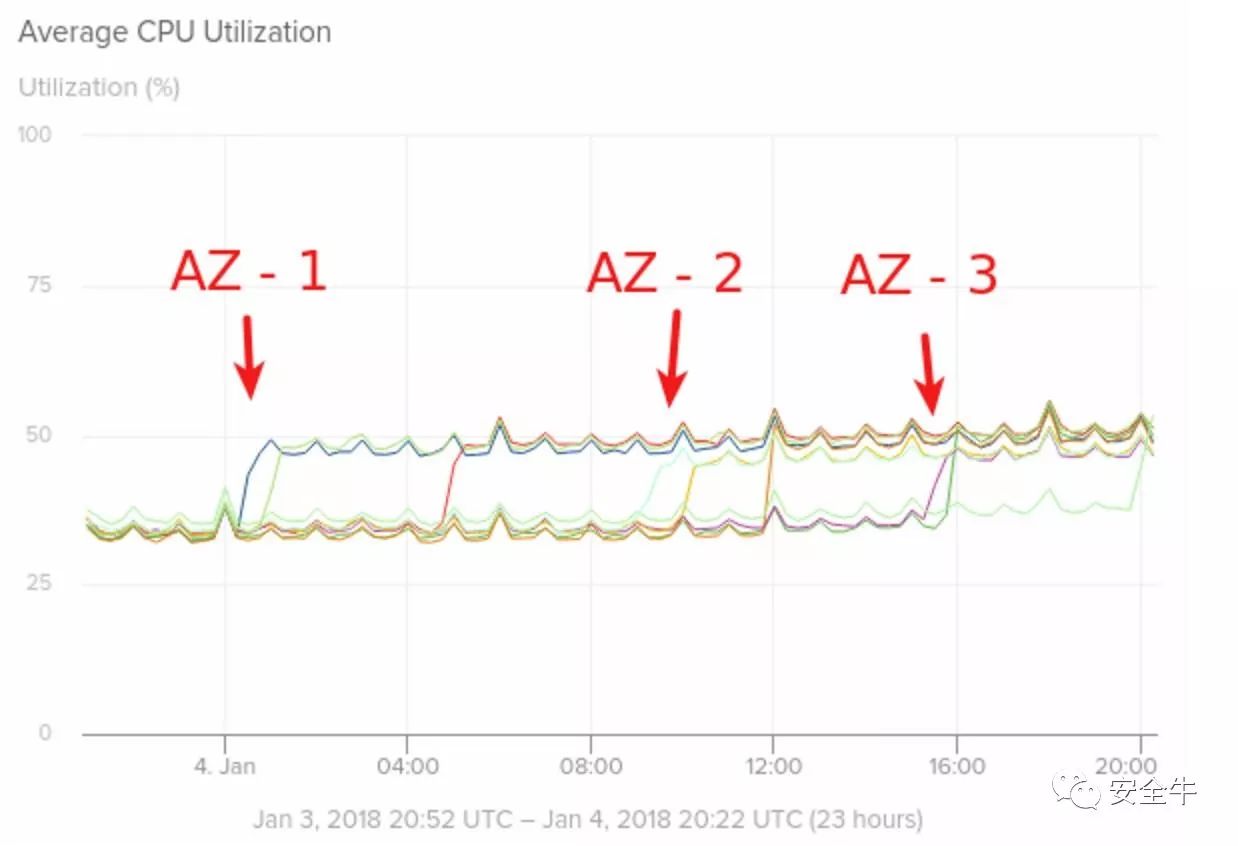 Average CPU Utilization
Utilization (%)
100
75
50
25
0
AZ - 1
AZ - 2
AZ - 3
4. Jan
04:00
08:00
12:00
16:00
20:00
Jan 3, 2018 20:52 UTC – Jan 4, 2018 20:22 UTC (23 hours)
安全牛